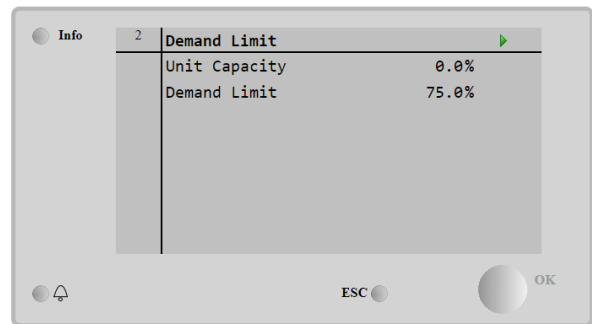 Info
2 Demand Limit
Unit Capacity 0.0%
Demand Limit 75.0%
ESC
OK